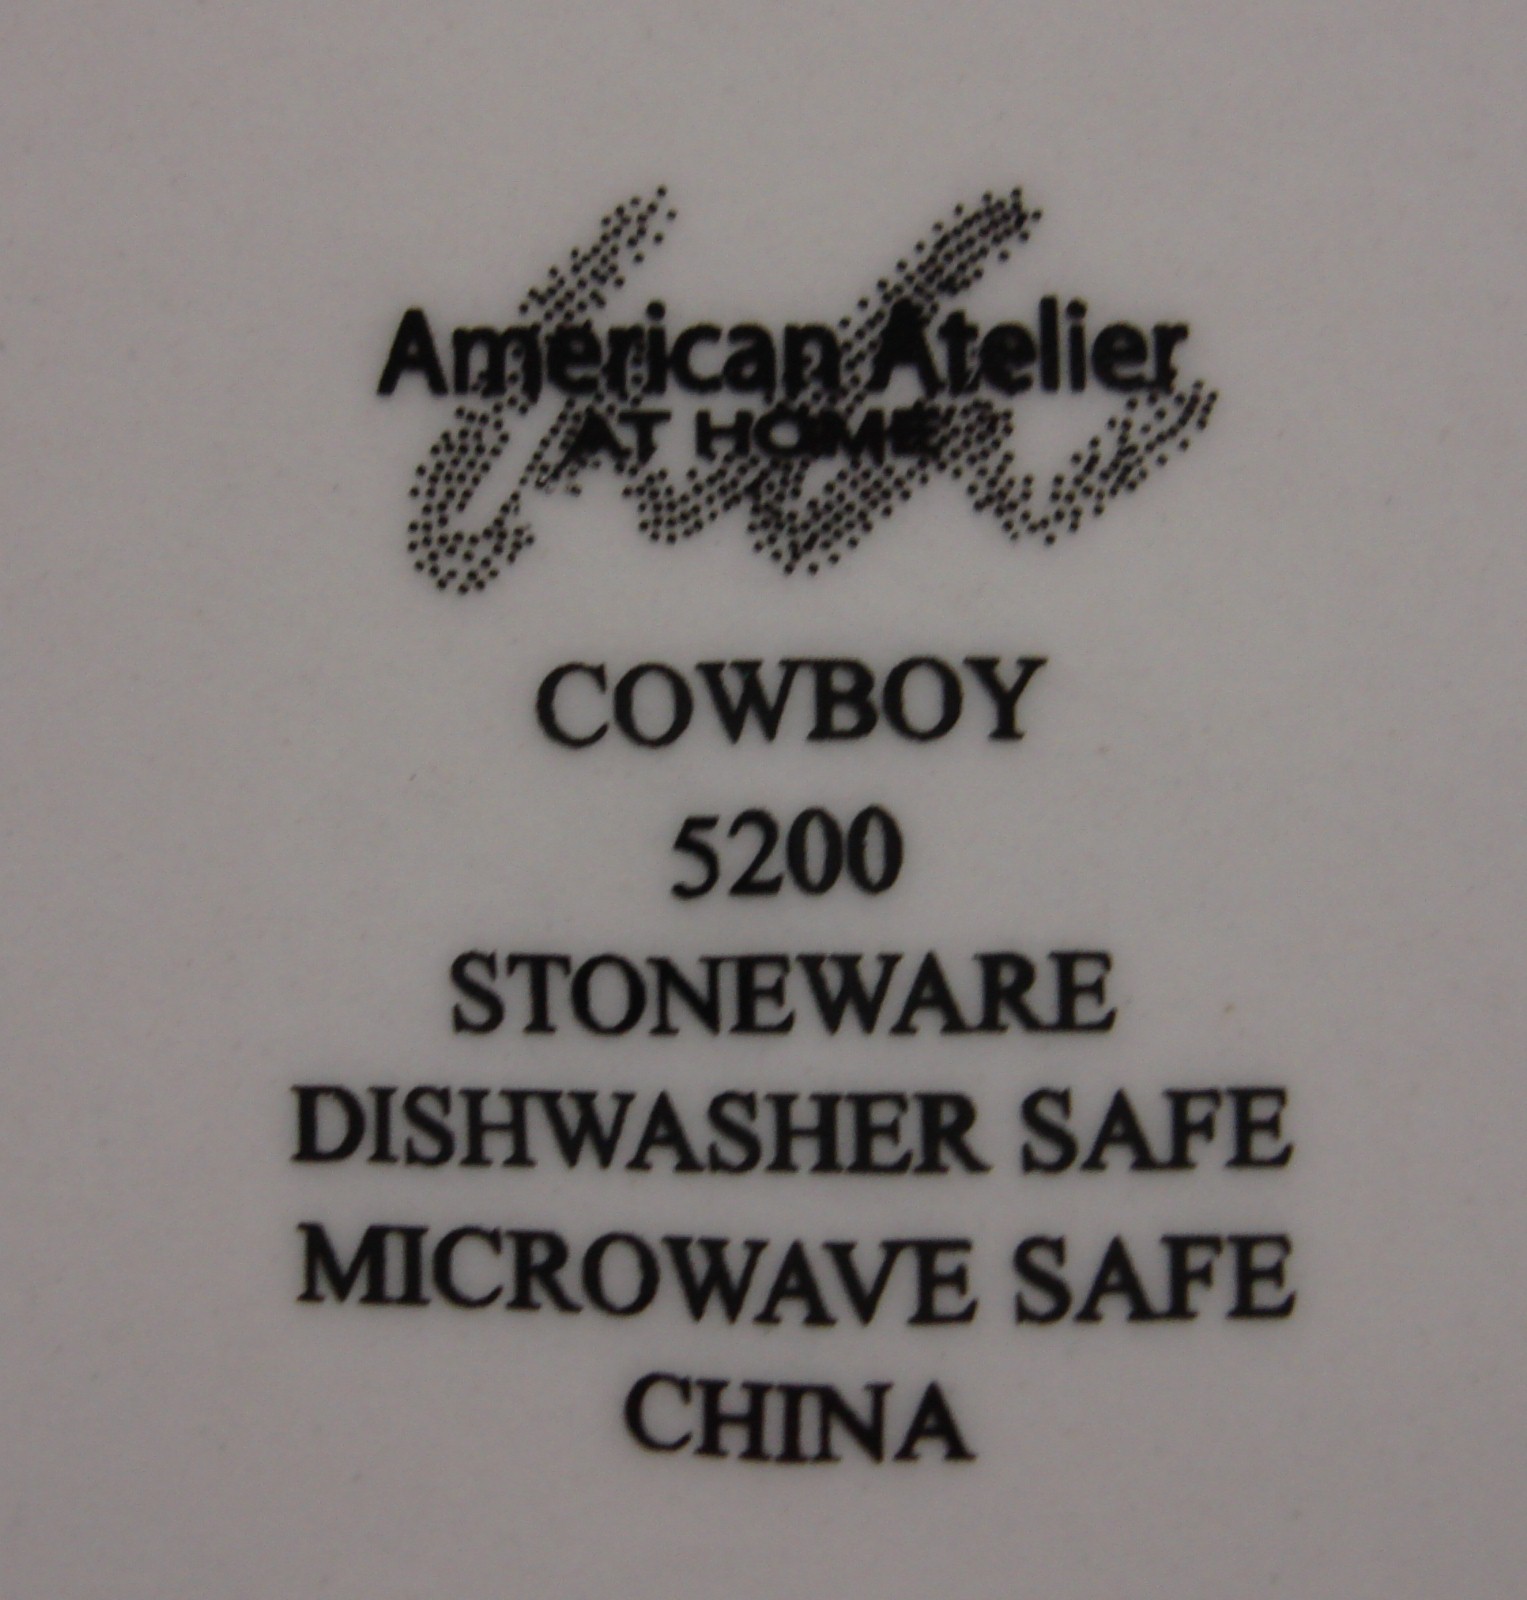 American Atelier
AT HOME
COWBOY
5200
STONEWARE
DISHWASHER SAFE
MICROWAVE SAFE
CHINA